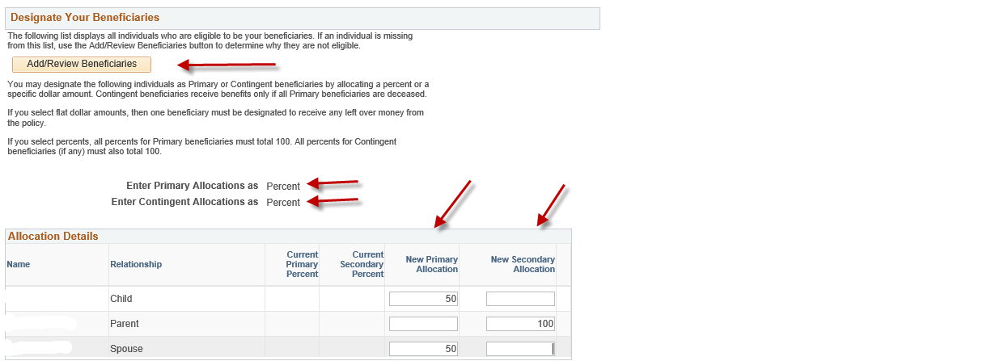 Designate Your Beneficiaries
The following list displays all individuals who are eligible to be your beneficiaries. If an individual is missing
from this list, use the Add/Review Beneficiaries button to determine why they are not eligible.
Add/Review Beneficiaries
You may designate the following individuals as Primary or Contingent beneficiaries by allocating a percent or a
specific dollar amount. Contingent beneficiaries receive benefits only if all Primary beneficiaries are deceased.
If you select flat dollar amounts, then one beneficiary must be designated to receive any left over money from
the policy.
If you select percents, all percents for Primary beneficiaries must total 100. All percents for Contingent
beneficiaries (if any) must also total 100.
Enter Primary Allocations as Percent
Enter Contingent Allocations as Percent
Allocation Details
Name Relationship Current Primary Percent Current Secondary Percent New Primary Allocation New Secondary Allocation
Child 50
Parent 100
Spouse 50